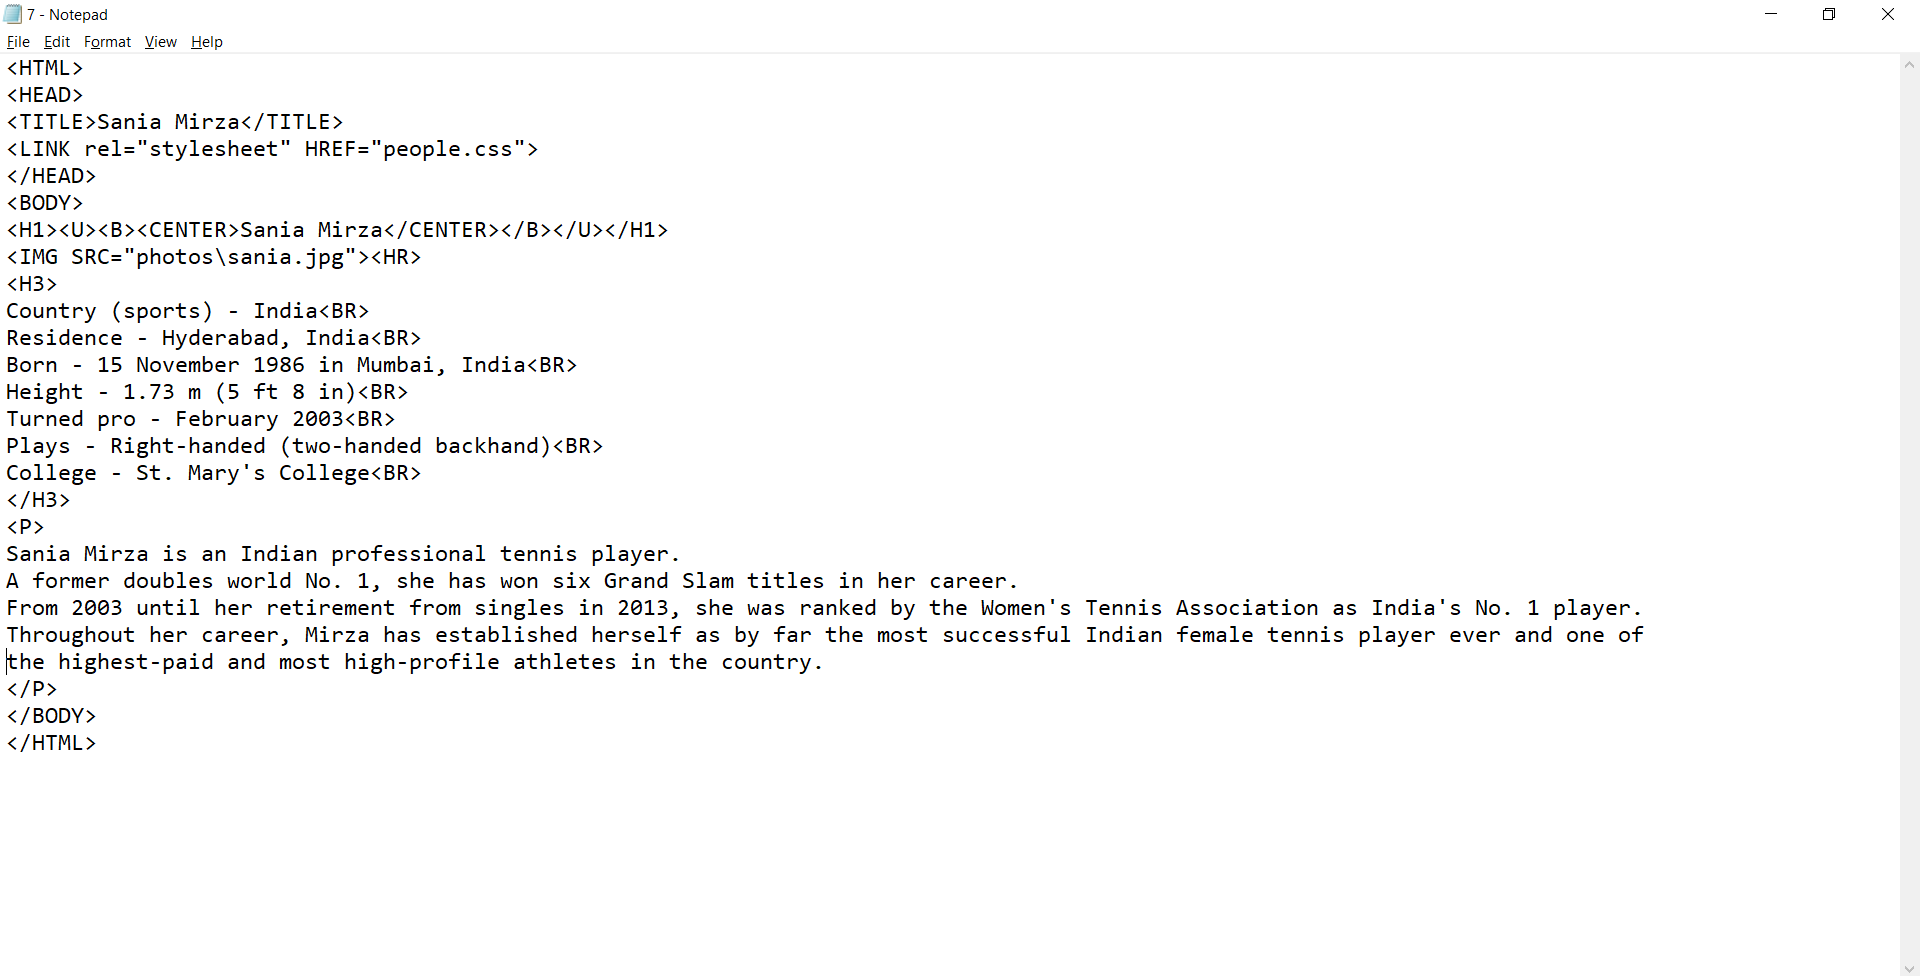 7 - Notepad
File Edit Format View Help
<HTML>
<HEAD>
<TITLE>Sania Mirza</TITLE>
<LINK rel="stylesheet" HREF="people.css">
</HEAD>
<BODY>
<H1><U><B><CENTER>Sania Mirza</CENTER></B></U></H1>
<IMG SRC="photos\sania.jpg"><HR>
<H3>
Country (sports) - India<BR>
Residence - Hyderabad, India<BR>
Born - 15 November 1986 in Mumbai, India<BR>
Height - 1.73 m (5 ft 8 in)<BR>
Turned pro - February 2003<BR>
Plays - Right-handed (two-handed backhand)<BR>
College - St. Mary's College<BR>
</H3>
<P>
Sania Mirza is an Indian professional tennis player.
A former doubles world No. 1, she has won six Grand Slam titles in her career.
From 2003 until her retirement from singles in 2013, she was ranked by the Women's Tennis Association as India's No. 1 player.
Throughout her career, Mirza has established herself as by far the most successful Indian female tennis player ever and one of
the highest-paid and most high-profile athletes in the country.
</P>
</BODY>
</HTML>